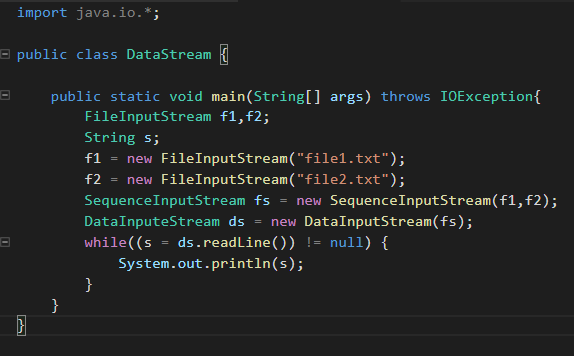 import java.io.*;
public class DataStream {
public static void main(String[] args) throws IOException{
FileInputStream f1,f2;
String s;
f1 = new FileInputStream("file1.txt");
f2 = new FileInputStream("file2.txt");
SequenceInputStream fs = new SequenceInputStream(f1,f2);
DataInputeStream ds = new DataInputStream(fs);
while((s = ds.readLine()) != null) {
System.out.println(s);
}
}
}